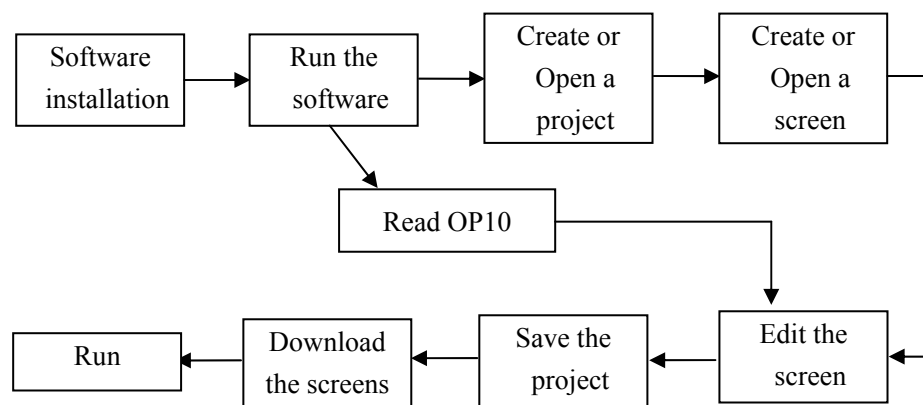 Software
installation
Run the
software
Create or
Open a
project
Create or
Open a
screen
Read OP10
Run
Download
the screens
Save the
project
Edit the
screen